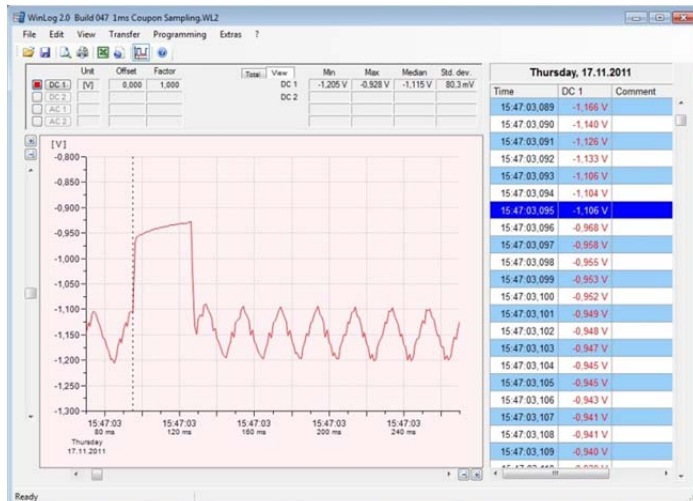 WinLog 2.0 Build 047 1ms Coupon Sampling.WL2
File Edit View Transfer Programming Extras ?
Unit Offset Factor
DC 1 [V] 0,000 1,000
DC 2
AC 1
AC 2
Total View Min Max Median Std. dev.
DC 1 -1,205 V -0,928 V -1,115 V 80.3 mV
DC 2
[V]
-0,800
-0,850
-0,900
-0,950
-1,000
-1,050
-1,100
-1,150
-1,200
-1,250
-1,300
15:47:03 15:47:03 15:47:03 15:47:03 15:47:03
80 ms 120 ms 160 ms 200 ms 240 ms
Thursday
17.11.2011
Thursday, 17.11.2011
Time DC 1 Comment
15:47:03,089 -1,166 V
15:47:03,090 -1,140 V
15:47:03,091 -1,126 V
15:47:03,092 -1,133 V
15:47:03,093 -1,106 V
15:47:03,094 -1,104 V
15:47:03,095 -1,106 V
15:47:03,096 -0,968 V
15:47:03,097 -0,958 V
15:47:03,098 -0,955 V
15:47:03,099 -0,953 V
15:47:03,100 -0,952 V
15:47:03,101 -0,949 V
15:47:03,102 -0,948 V
15:47:03,103 -0,947 V
15:47:03,104 -0,945 V
15:47:03,105 -0,945 V
15:47:03,106 -0,943 V
15:47:03,107 -0,941 V
15:47:03,108 -0,941 V
15:47:03,109 -0,940 V
Ready